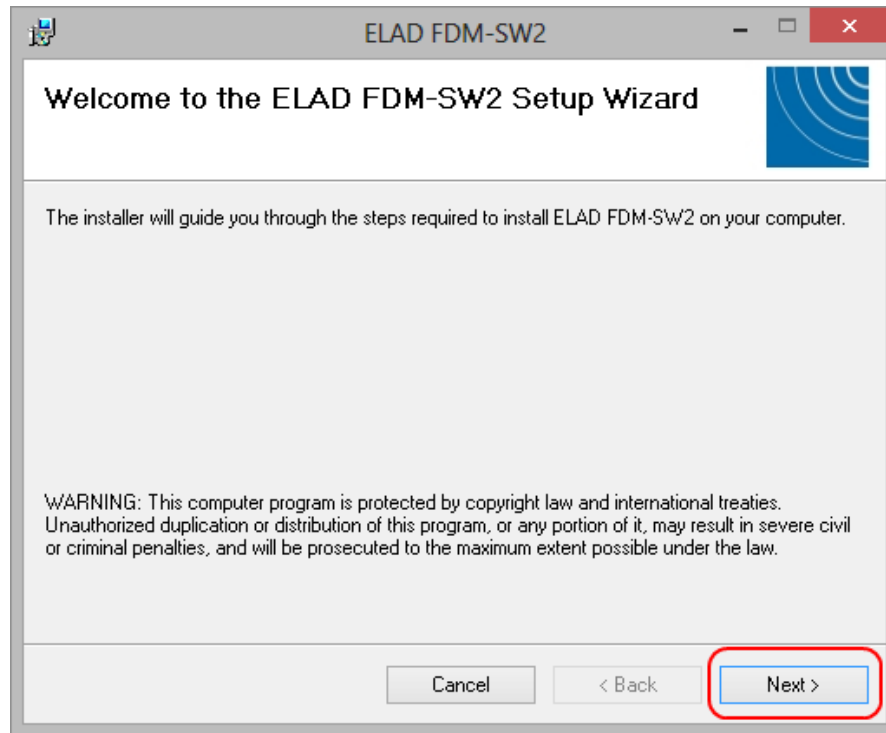 ELAD FDM-SW2
Welcome to the ELAD FDM-SW2 Setup Wizard
The installer will guide you through the steps required to install ELAD FDM-SW2 on your computer.
WARNING: This computer program is protected by copyright law and international treaties.
Unauthorized duplication or distribution of this program, or any portion of it, may result in severe civil
or criminal penalties, and will be prosecuted to the maximum extent possible under the law.
Cancel < Back Next >